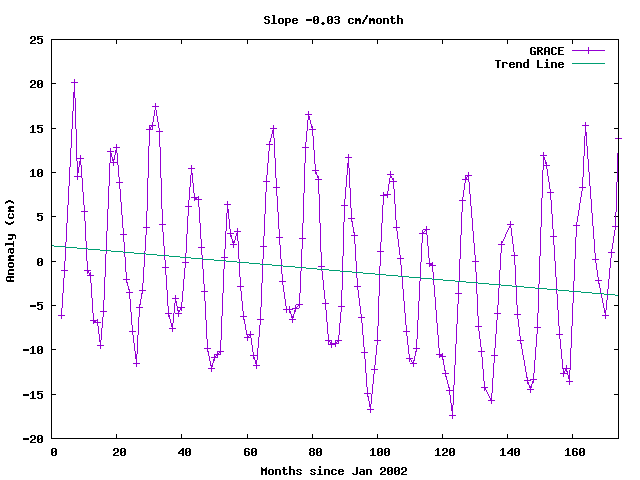 Slope -0.03 cm/month
GRACE
Trend Line
25
20
15
10
5
0
-5
-10
-15
-20
Anomaly (cm)
0 20 40 60 80 100 120 140 160
Months since Jan 2002